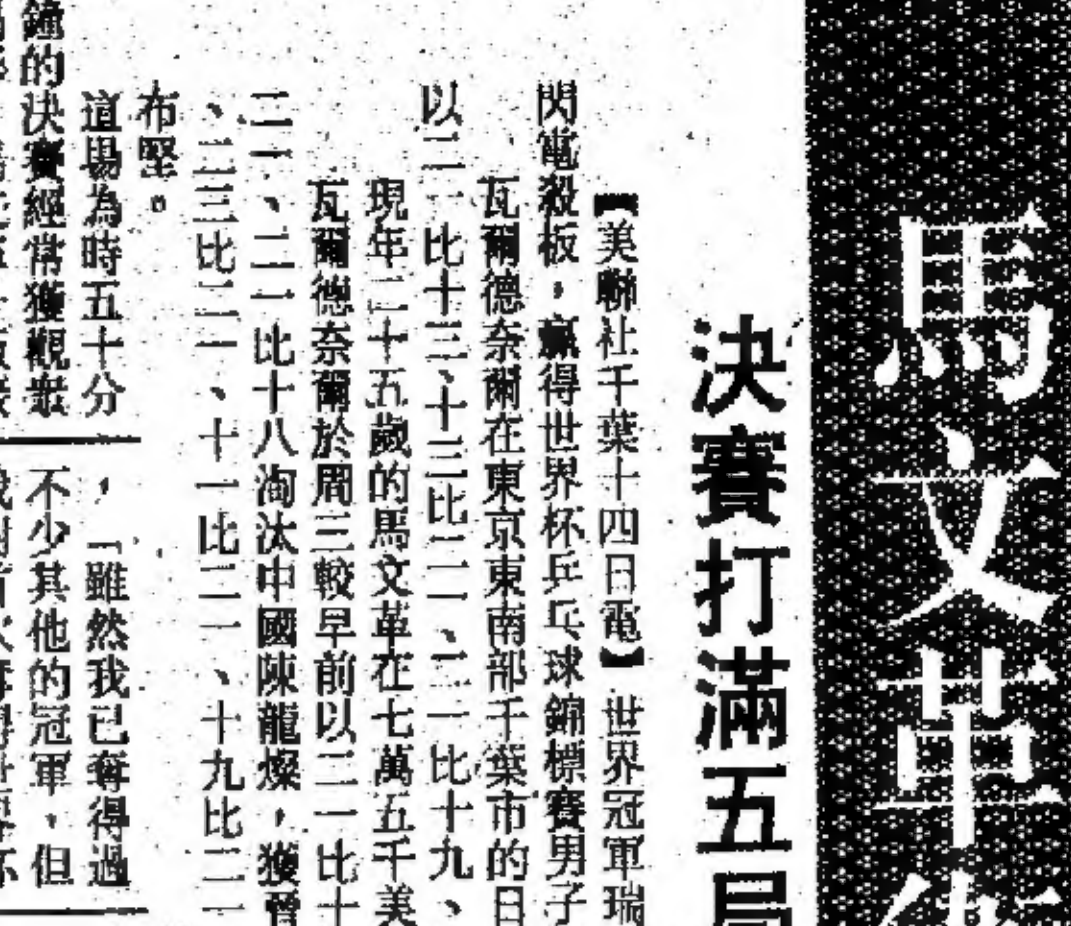 馬文革
決賽打滿五局
【美聯社千葉十四日電】世界冠軍瑞
閃電殺板,贏得世界杯乒乓球錦標賽男子
瓦爾德奈爾在東京東南部千葉市的日
以二一比十三、十三比二一、二一比十九、
現年二十五歲的馬文革在七萬五千美
瓦爾德奈爾於周三較早前以二一比十
二一、二一比十八淘汰中國陳龍燦,獲晉
、二三比二一、十一比二一、十九比二一
布堅。
這場為時五十分
鐘的決賽經常獲觀衆
,「雖然我已奪得過
不少其他的冠軍,但